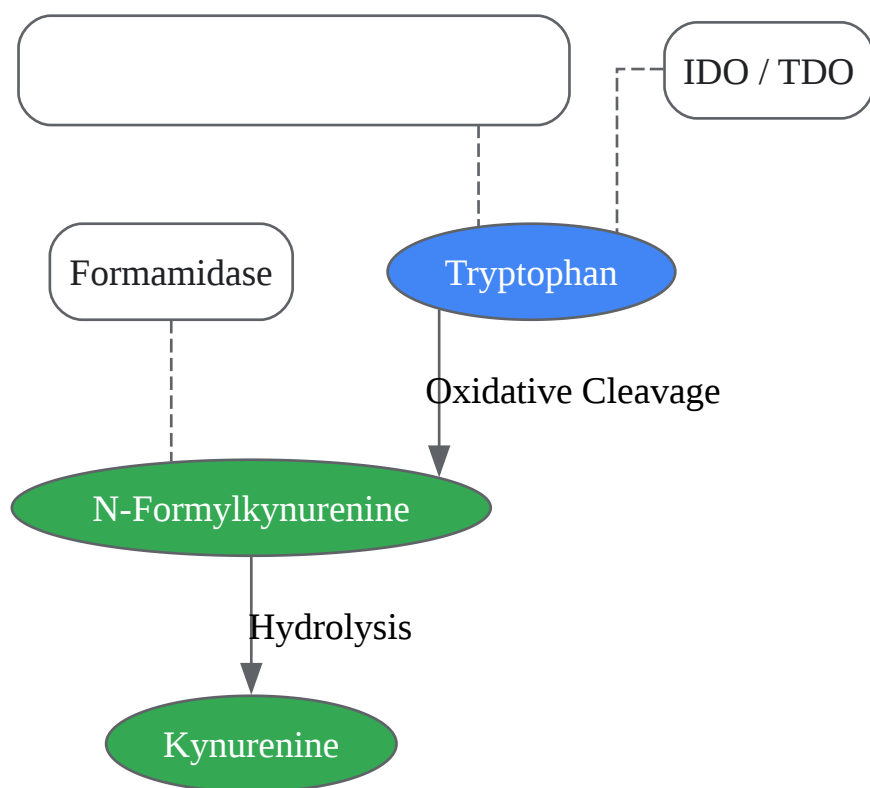 IDO / TDO
Formamidase
Tryptophan
Oxidative Cleavage
N-Formylkynurenine
Hydrolysis
Kynurenine